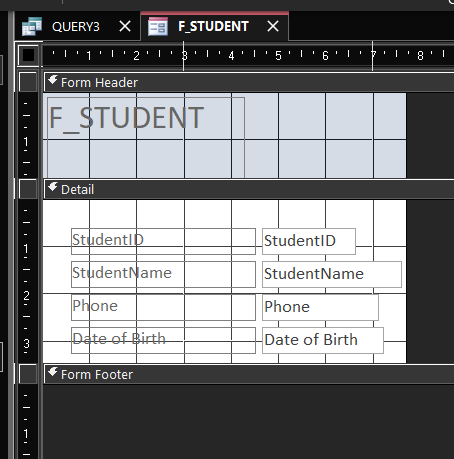 QUERY3 F_STUDENT
1 2 3 4 5 6 7 8
Form Header
F_STUDENT
1
Detail
1
StudentID StudentID
StudentName StudentName
2
Phone Phone
3
Date of Birth Date of Birth
Form Footer
1